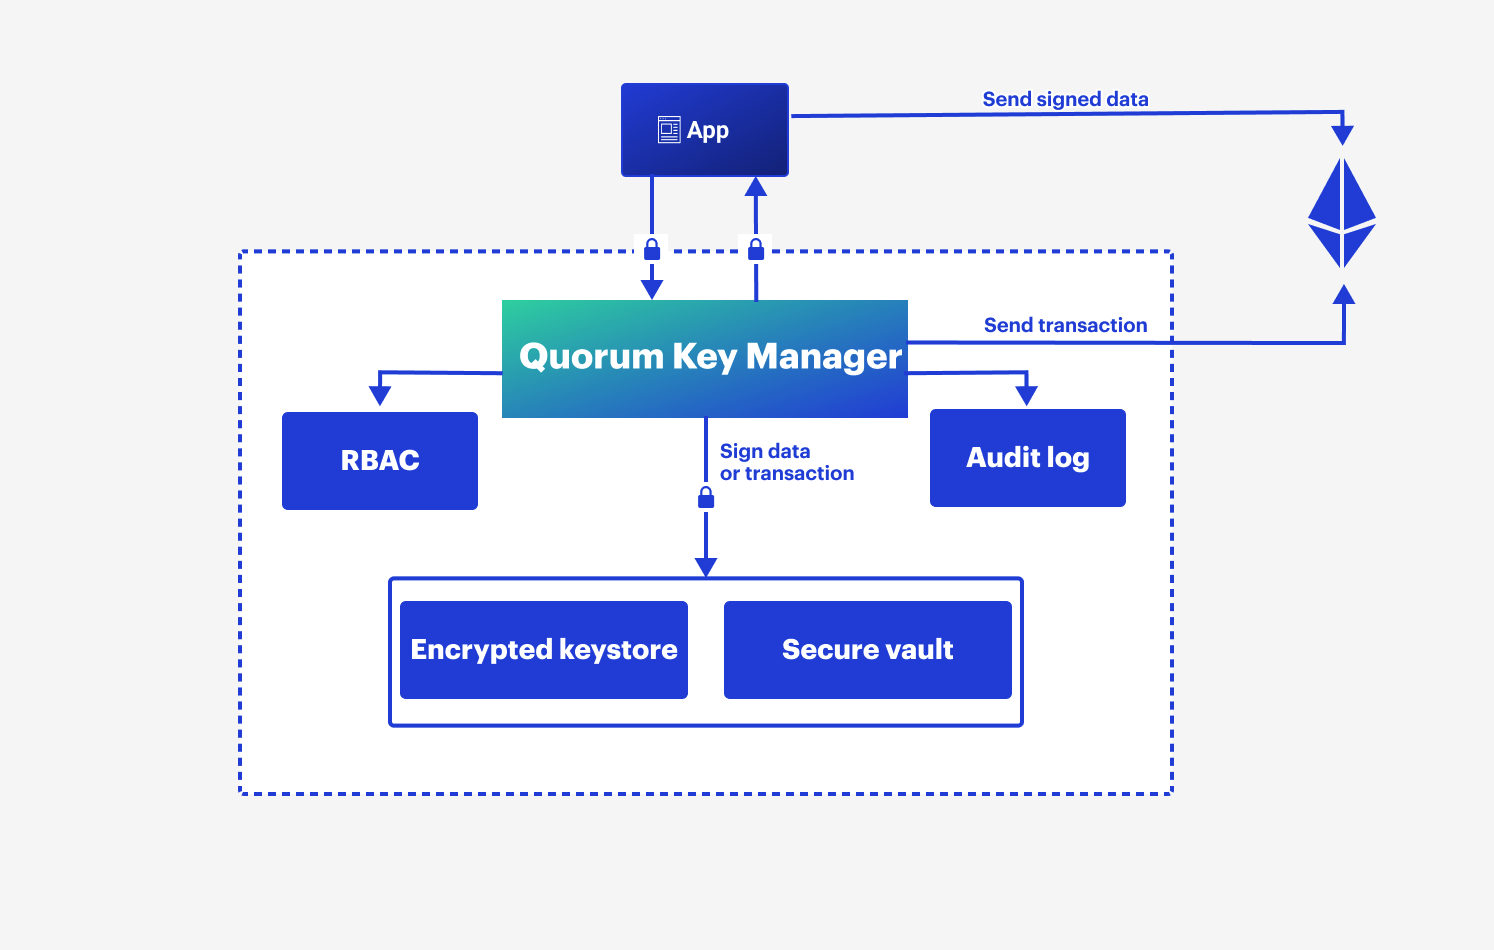 App
Send signed data
Send transaction
Quorum Key Manager
RBAC
Sign data
or transaction
Audit log
Encrypted keystore
Secure vault